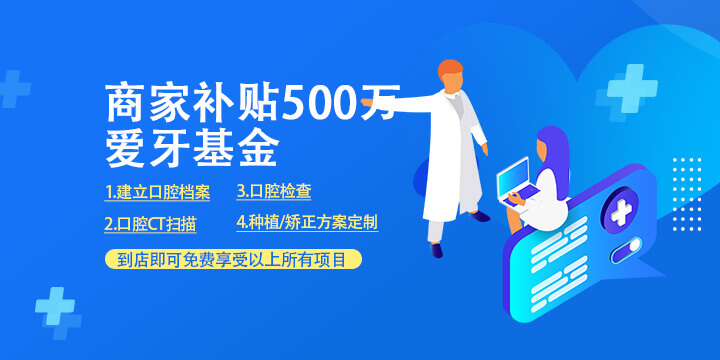 商家补贴500万
爱牙基金
1.建立口腔档案
3.口腔检查
2.口腔CT扫描
4.种植/矫正方案定制
到店即可免费享受以上所有项目